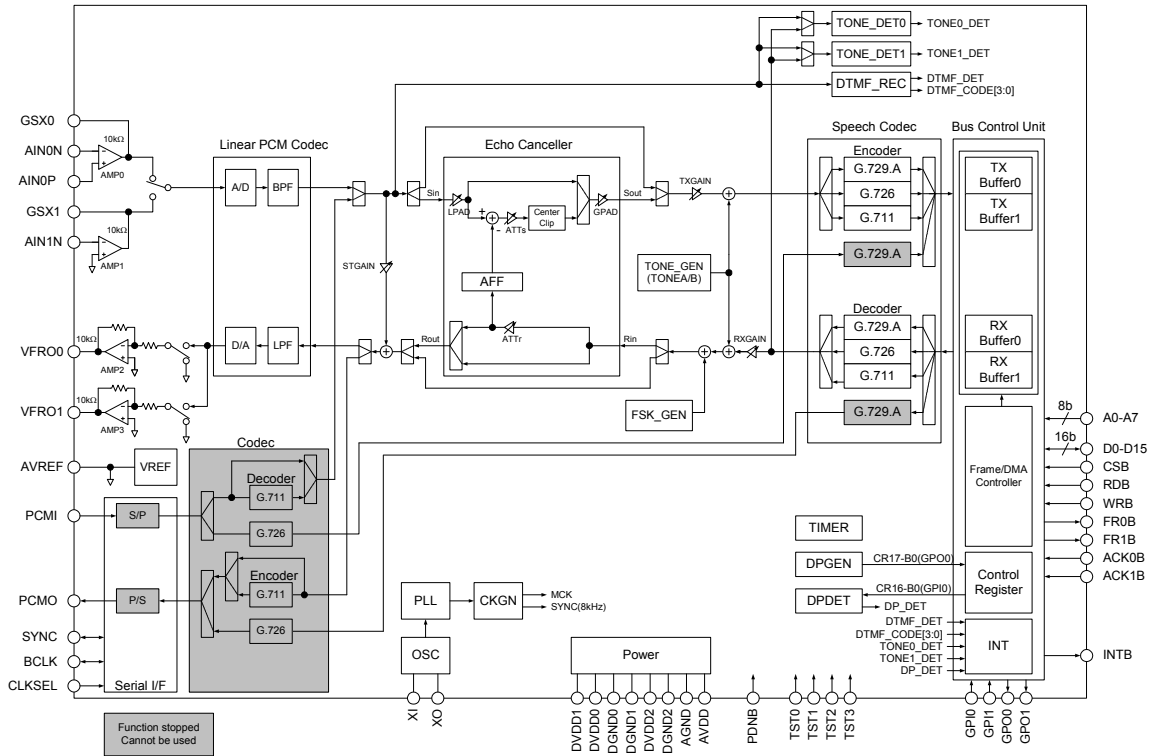 TONE_DET0
TONE0_DET
TONE_DET1
TONE1_DET
DTMF_REC
DTMF_DET
DTMF_CODE[3:0]
GSX0
10kΩ
AIN0N
AMP0
AIN0P
GSX1
10kΩ
AIN1N
AMP1
Linear PCM Codec
A/D
BPF
Echo Canceller
Sin
LPAD
+
-
ATTs
Center
Clip
GPAD
Sout
AFF
ATTr
Rout
Rin
STGAIN
TXGAIN
TONE_GEN
(TONEA/B)
RXGAIN
FSK_GEN
Speech Codec
Encoder
G.729.A
G.726
G.711
G.729.A
Decoder
G.729.A
G.726
G.711
G.729.A
Bus Control Unit
TX
Buffer0
TX
Buffer1
RX
Buffer0
RX
Buffer1
Frame/DMA
Controller
Control
Register
INT
8b
A0-A7
16b
D0-D15
CSB
RDB
WRB
FR0B
FR1B
ACK0B
ACK1B
INTB
VFRO0
10kΩ
AMP2
D/A
LPF
VFRO1
10kΩ
AMP3
AVREF
VREF
PCMI
S/P
PCMO
P/S
SYNC
BCLK
CLKSEL
Serial I/F
Codec
Decoder
G.711
G.726
Encoder
G.711
G.726
PLL
CKGN
MCK
SYNC(8kHz)
OSC
Power
TIMER
DPGEN
CR17-B0(GPO0)
DPDET
CR16-B0(GPI0)
DP_DET
DTMF_DET
DTMF_CODE[3:0]
TONE0_DET
TONE1_DET
DP_DET
XI
XO
DVDD1
DVDD0
DGND0
DGND1
DVDD2
DGND2
AGND
AVDD
PDNB
TST0
TST1
TST2
TST3
GPI0
GPI1
GPO0
GPO1
Function stopped
Cannot be used